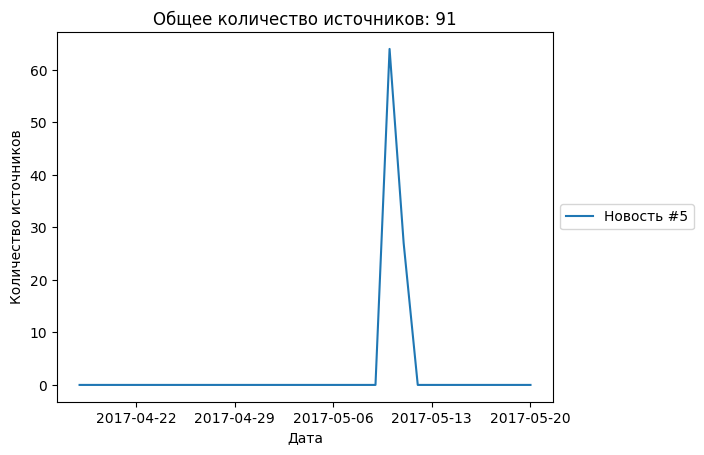 Общее количество источников: 91
Количество источников
60
50
40
30
20
10
0
2017-04-22 2017-04-29 2017-05-06 2017-05-13 2017-05-20
Дата
Новость #5